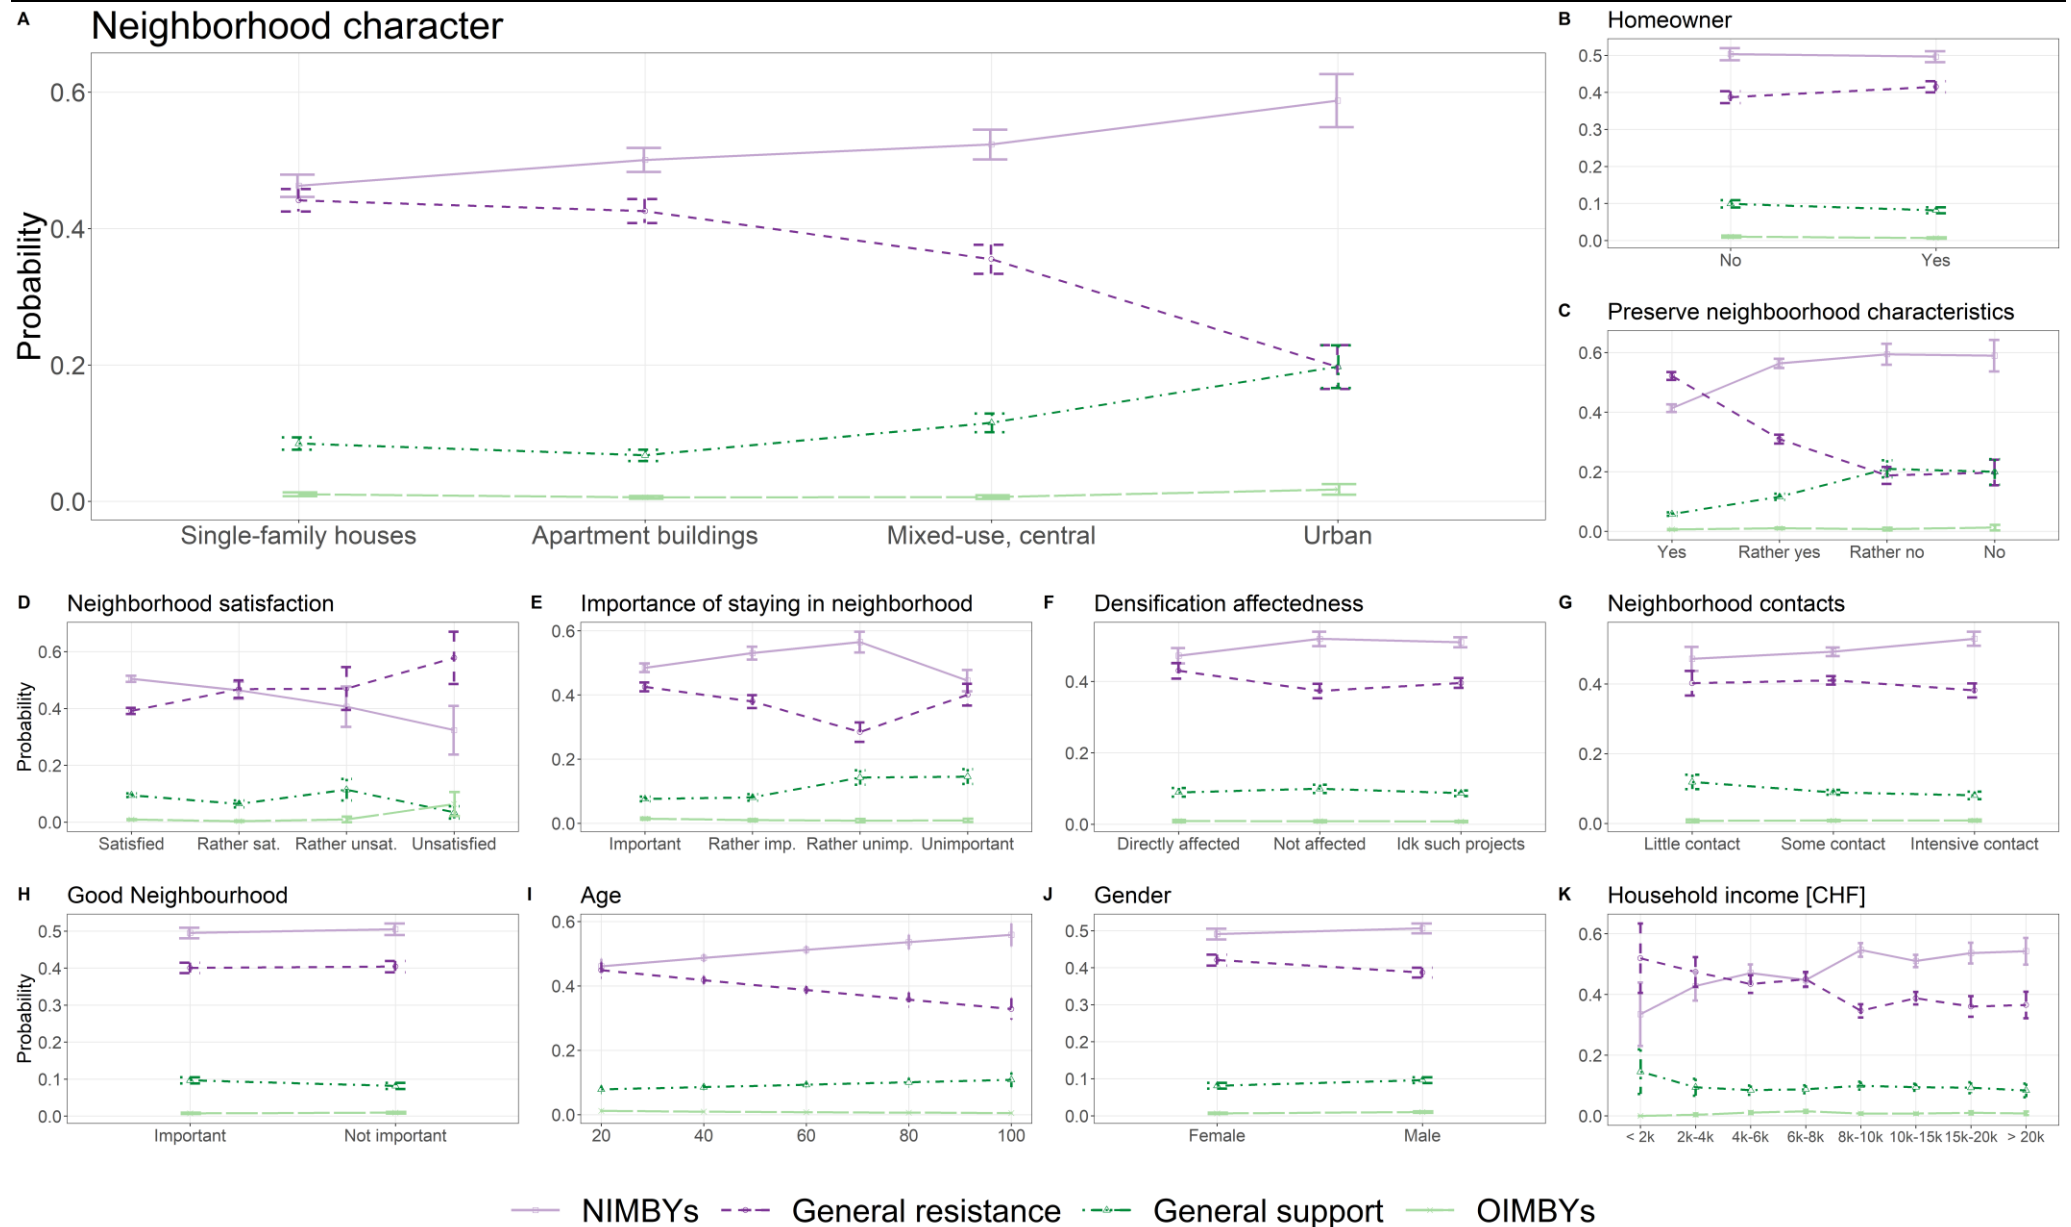 A Neighborhood character
Probability
0.6
0.4
0.2
0.0
Single-family houses Apartment buildings Mixed-use, central Urban
B Homeowner
0.5
0.4
0.3
0.2
0.1
0.0
No Yes
C Preserve neighboorhood characteristics
0.6
0.4
0.2
0.0
Yes Rather yes Rather no No
D Neighborhood satisfaction
Probability
0.6
0.4
0.2
0.0
Satisfied Rather sat. Rather unsat. Unsatisfied
E Importance of staying in neighborhood
0.6
0.4
0.2
0.0
Important Rather imp. Rather unimp. Unimportant
F Densification affectedness
0.4
0.2
0.0
Directly affected Not affected Idk such projects
G Neighborhood contacts
0.4
0.2
0.0
Little contact Some contact Intensive contact
H Good Neighbourhood
Probability
0.5
0.4
0.3
0.2
0.1
0.0
Important Not important
I Age
0.6
0.4
0.2
0.0
20 40 60 80 100
J Gender
0.5
0.4
0.3
0.2
0.1
0.0
Female Male
K Household income [CHF]
0.6
0.4
0.2
0.0
< 2k 2k-4k 4k-6k 6k-8k 8k-10k 10k-15k 15k-20k > 20k
NIMBYs General resistance General support OIMBYs